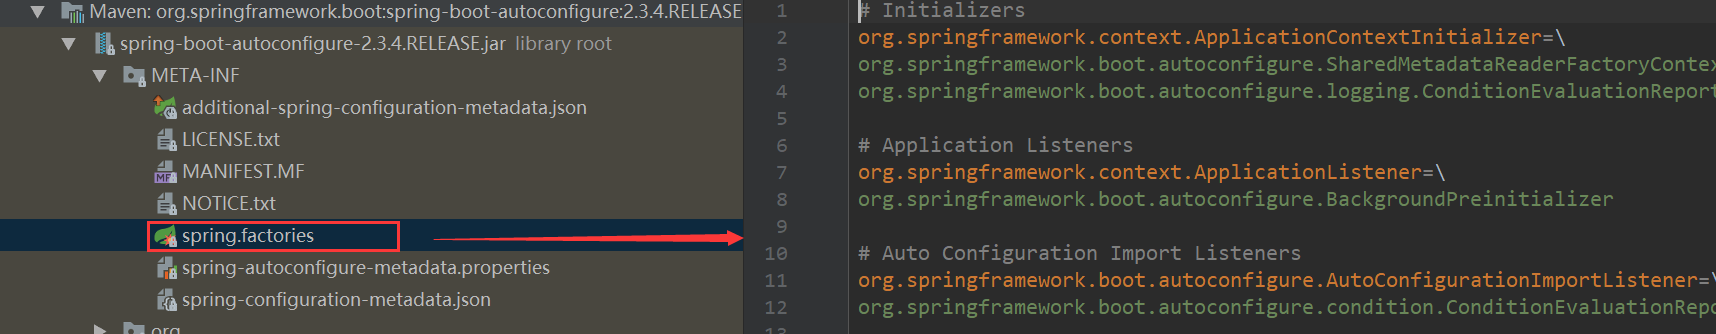 Maven: org.springframework.boot:spring-boot-autoconfigure:2.3.4.RELEASE
spring-boot-autoconfigure-2.3.4.RELEASE.jar library root
META-INF
additional-spring-configuration-metadata.json
LICENSE.txt
MANIFEST.MF
NOTICE.txt
spring.factories
spring-autoconfigure-metadata.properties
spring-configuration-metadata.json
org
1 # Initializers
2 org.springframework.context.ApplicationContextInitializer=\
3 org.springframework.boot.autoconfigure.SharedMetadataReaderFactoryContex
4 org.springframework.boot.autoconfigure.logging.ConditionEvaluationReport
5
6 # Application Listeners
7 org.springframework.context.ApplicationListener=\
8 org.springframework.boot.autoconfigure.BackgroundPreinitializer
9
10 # Auto Configuration Import Listeners
11 org.springframework.boot.autoconfigure.AutoConfigurationImportListener=\
12 org.springframework.boot.autoconfigure.condition.ConditionEvaluationRepo
13